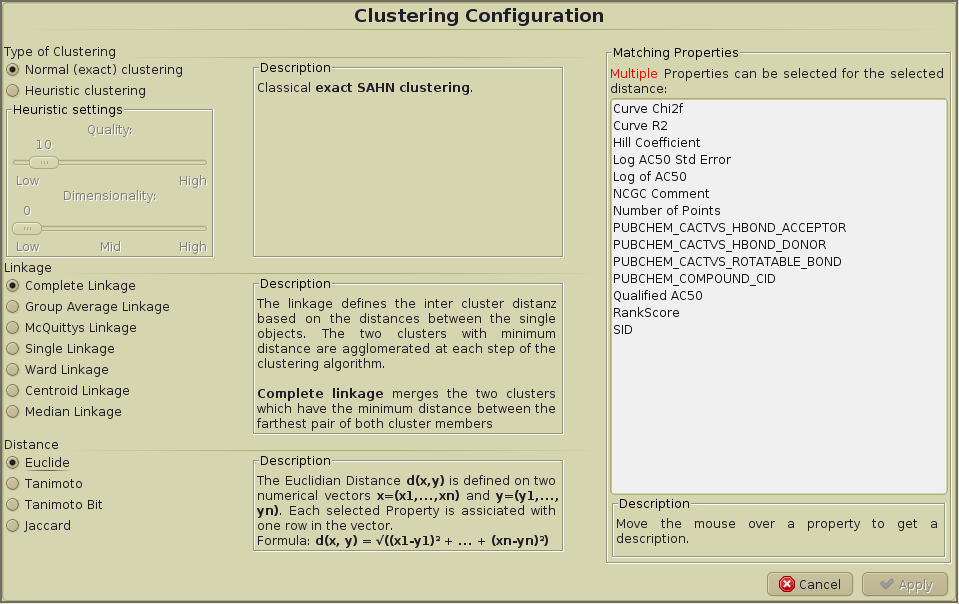 Clustering Configuration
Type of Clustering
Normal (exact) clustering
Heuristic clustering
Heuristic settings
Quality:
10
Low High
Dimensionality:
0
Low Mid High
Description
Classical exact SAHN clustering.
Linkage
Complete Linkage
Group Average Linkage
McQuittys Linkage
Single Linkage
Ward Linkage
Centroid Linkage
Median Linkage
Description
The linkage defines the inter cluster distanz
based on the distances between the single
objects. The two clusters with minimum
distance are agglomerated at each step of the
clustering algorithm.
Complete linkage merges the two clusters
which have the minimum distance between the
farthest pair of both cluster members
Distance
Euclide
Tanimoto
Tanimoto Bit
Jaccard
Description
The Euclidian Distance d(x,y) is defined on two
numerical vectors x=(x1,...,xn) and y=(y1,...,
yn). Each selected Property is assiciated with
one row in the vector.
Formula: d(x, y) = √((x1-y1)² + ... + (xn-yn)²)
Matching Properties
Multiple Properties can be selected for the selected
distance:
Curve Chi2f
Curve R2
Hill Coefficient
Log AC50 Std Error
Log of AC50
NCGC Comment
Number of Points
PUBCHEM_CACTVS_HBOND_ACCEPTOR
PUBCHEM_CACTVS_HBOND_DONOR
PUBCHEM_CACTVS_ROTATABLE_BOND
PUBCHEM_COMPOUND_CID
Qualified AC50
RankScore
SID
Description
Move the mouse over a property to get a
description.
Cancel
Apply